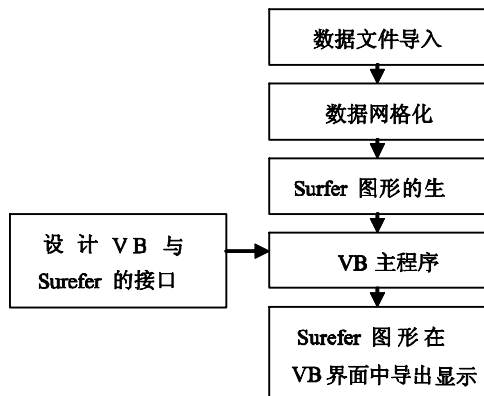 数据文件导入
数据网格化
Surfer 图形的生
设计 VB 与
Surefer 的接口
VB 主程序
Surefer 图形在
VB 界面中导出显示